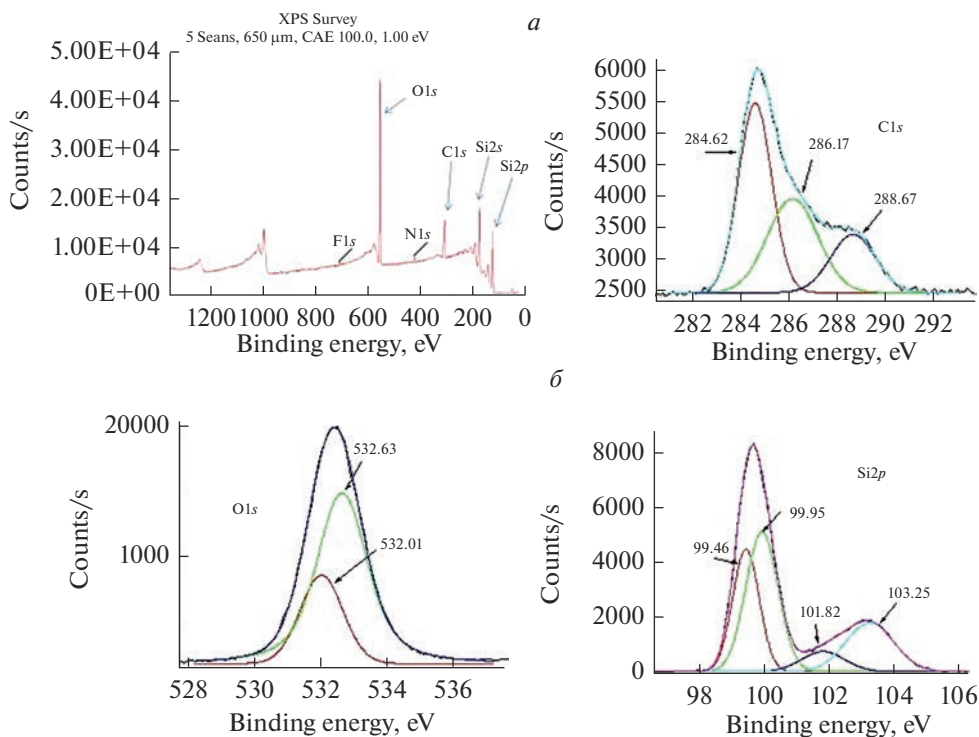 XPS Survey
5 Seans, 650 μm, CAE 100.0, 1.00 eV
а
5.00E+04
4.00E+04
3.00E+04
2.00E+04
1.00E+04
0.E+00
Counts/s
O1s
C1s
Si2s
Si2p
F1s
N1s
1200 1000 800 600 400 200 0
Binding energy, eV
6000
5500
5000
4500
4000
3500
3000
2500
Counts/s
C1s
284.62
286.17
288.67
282 284 286 288 290 292
Binding energy, eV
б
20000
1000
Counts/s
O1s
532.63
532.01
528 530 532 534 536
Binding energy, eV
8000
6000
4000
2000
0
Counts/s
Si2p
99.46
99.95
101.82
103.25
98 100 102 104 106
Binding energy, eV